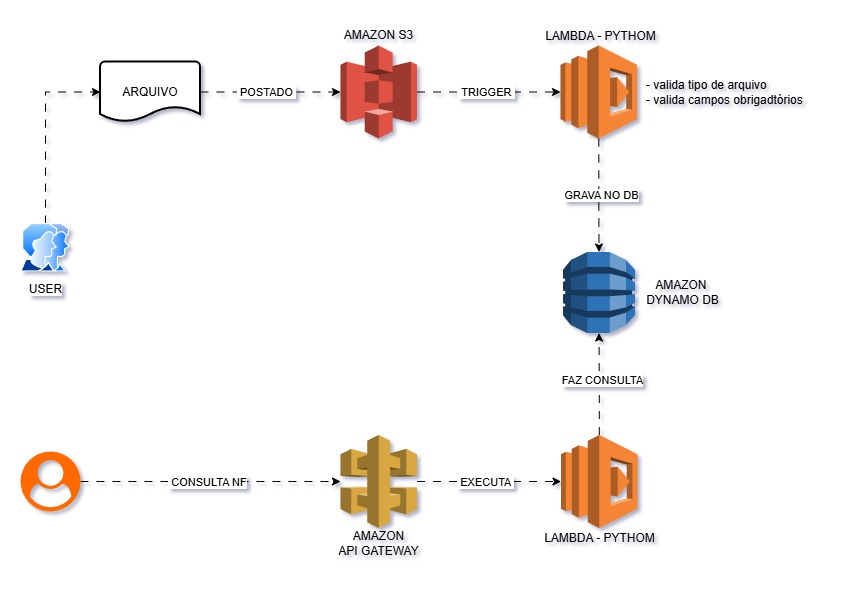 AMAZON S3
LAMBDA - PYTHOM
ARQUIVO
POSTADO
TRIGGER
- valida tipo de arquivo
- valida campos obrigadtórios
GRAVA NO DB
USER
AMAZON
DYNAMO DB
FAZ CONSULTA
CONSULTA NF
EXECUTA
AMAZON
API GATEWAY
LAMBDA - PYTHOM